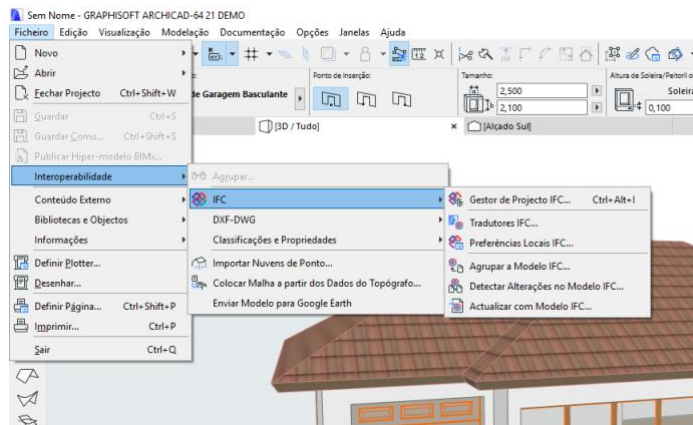 Sem Nome - GRAPHISOFT ARCHICAD-64 21 DEMO
Ficheiro Edição Visualização Modelação Documentação Opções Janelas Ajuda
Novo
Abrir
Fechar Projecto Ctrl+Shift+W
Guardar Ctrl+S
Guardar Como... Ctrl+Shift+S
Publicar Hiper-modelo BIMx...
Interoperabilidade
Conteúdo Externo
Bibliotecas e Objectos
Informações
Definir Plotter...
Desenhar...
Definir Página... Ctrl+Shift+P
Imprimir... Ctrl+P
Sair Ctrl+Q
de Garagem Basculante
Ponto de Inserção:
Tamanho:
2,500
2,100
Altura de Soleira/Peitoril o
Soleira
0,100
[3D / Tudo]
[Alçado Sul]
Agrupar...
IFC
DXF-DWG
Classificações e Propriedades
Importar Nuvens de Ponto...
Colocar Malha a partir dos Dados do Topógrafo...
Enviar Modelo para Google Earth
Gestor de Projecto IFC... Ctrl+Alt+I
Tradutores IFC...
Preferências Locais IFC...
Agrupar a Modelo IFC...
Detectar Alterações no Modelo IFC...
Actualizar com Modelo IFC...